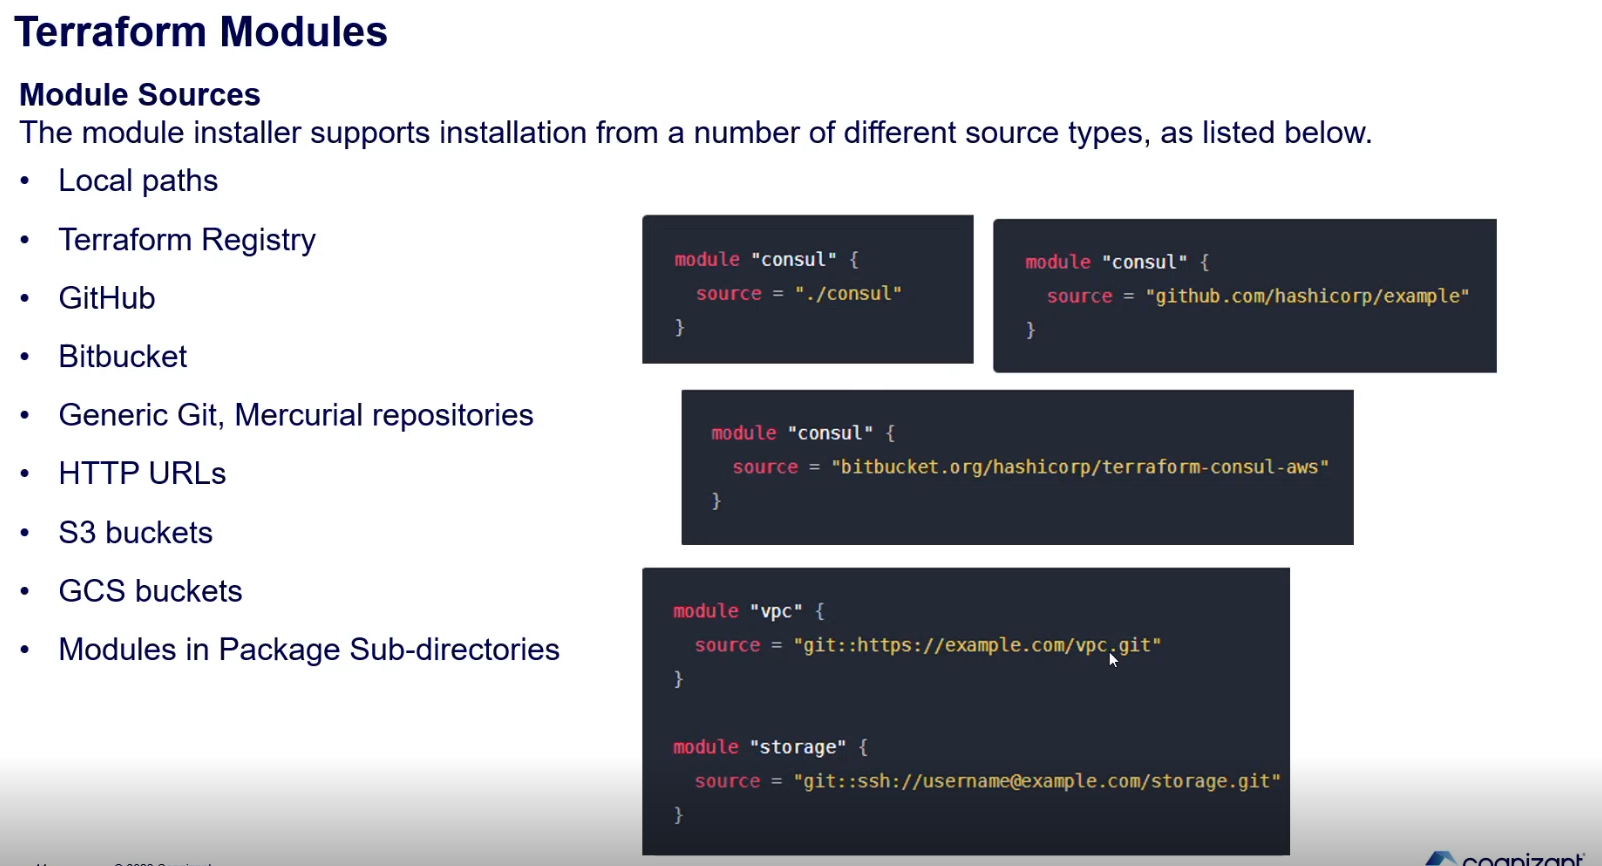 Terraform Modules
Module Sources
The module installer supports installation from a number of different source types, as listed below.
• Local paths
• Terraform Registry
• GitHub
• Bitbucket
• Generic Git, Mercurial repositories
• HTTP URLs
• S3 buckets
• GCS buckets
• Modules in Package Sub-directories
module "consul" {
  source = "./consul"
}
module "consul" {
  source = "github.com/hashicorp/example"
}
module "consul" {
  source = "bitbucket.org/hashicorp/terraform-consul-aws"
}
module "vpc" {
  source = "git::https://example.com/vpc.git"
}
module "storage" {
  source = "git::ssh://username@example.com/storage.git"
}
cognizant